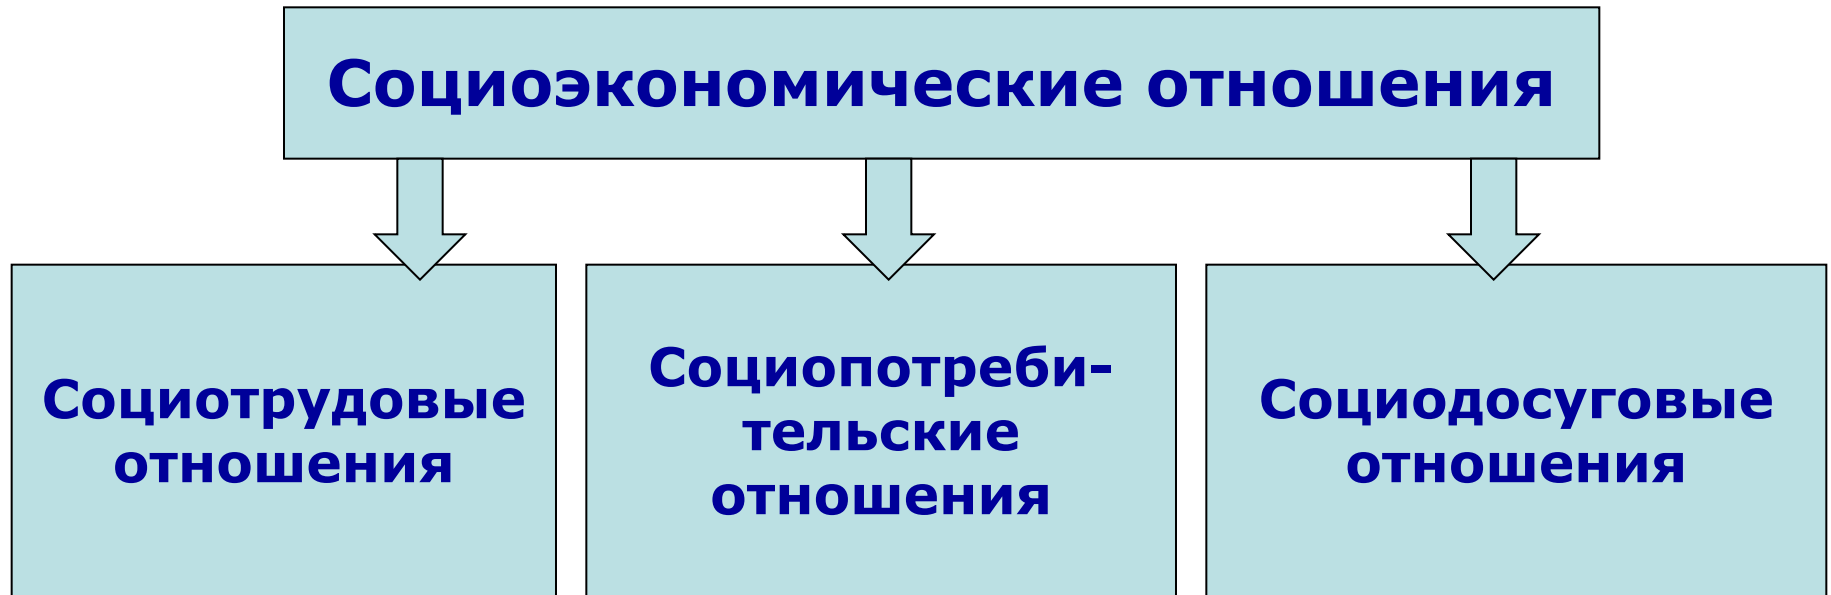 Социоэкономические отношения
Социотрудовые
отношения
Социопотреби-
тельские
отношения
Социодосуговые
отношения